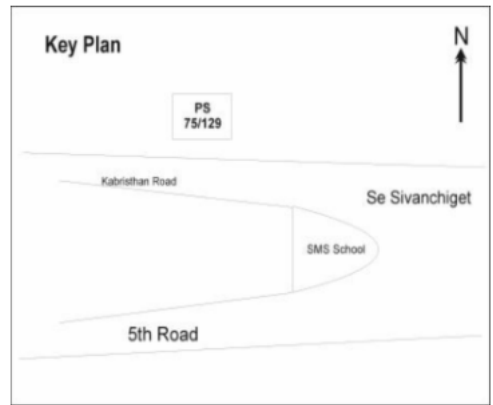 Key Plan
N
PS
75/129
Kabristhan Road
Se Sivanchiget
SMS School
5th Road